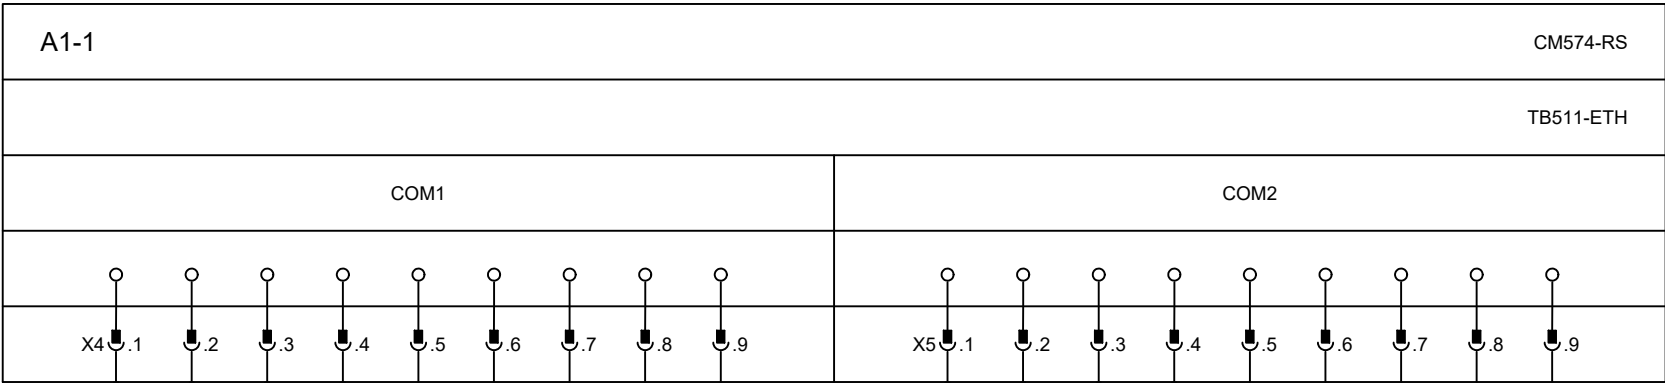 A1-1 CM574-RS
TB511-ETH
COM1 COM2
X4 .1 .2 .3 .4 .5 .6 .7 .8 .9 X5 .1 .2 .3 .4 .5 .6 .7 .8 .9